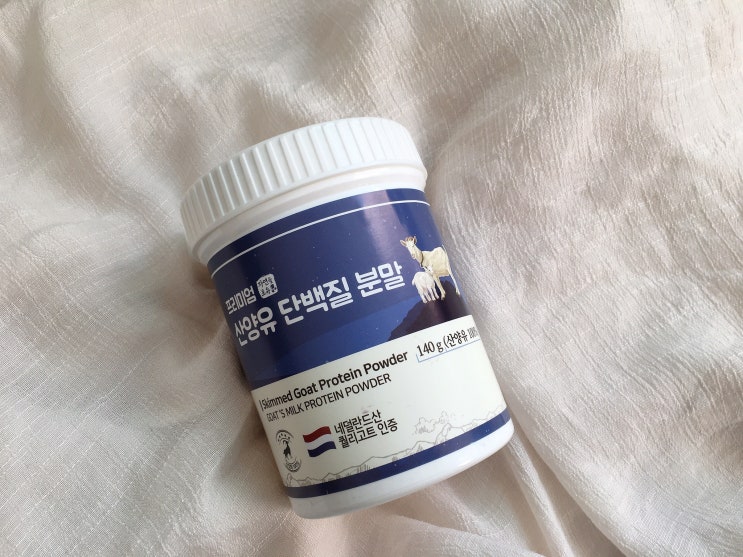 프리미엄
산양유 단백질 분말
Skimmed Goat Protein Powder
140 g (산양유
GOAT'S MILK PROTEIN POWDER
네덜란드산
퀄리고트 인증